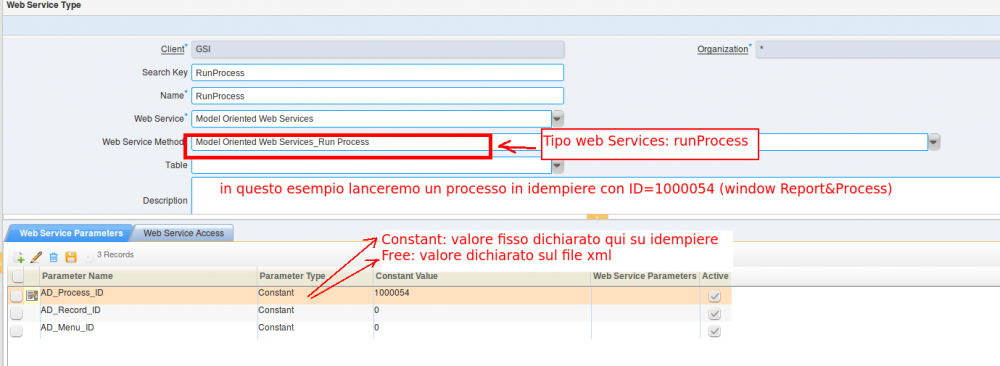 Web Service Type
Client* GSI Organization* *
Search Key RunProcess
Name* RunProcess
Web Service* Model Oriented Web Services
Web Service Method Model Oriented Web Services_Run Process
Tipo web Services: runProcess
Table
in questo esempio lanceremo un processo in idempiere con ID=1000054 (window Report&Process)
Description
Web Service Parameters Web Service Access
Constant: valore fisso dichiarato qui su idempiere
Free: valore dichiarato sul file xml
3 Records
Parameter Name Parameter Type Constant Value Web Service Parameters Active
AD_Process_ID Constant 1000054
AD_Record_ID Constant 0
AD_Menu_ID Constant 0